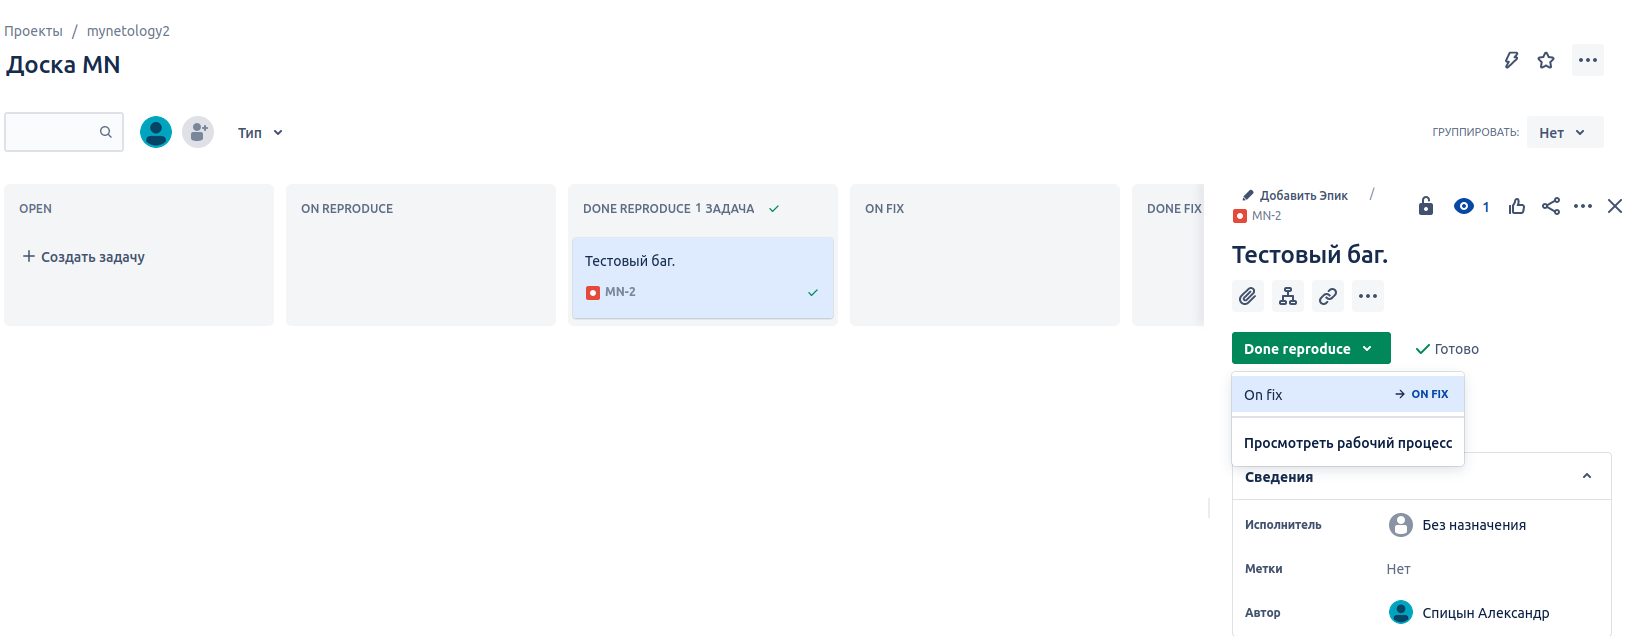 Проекты / mynetology2
Доска MN
Тип
ГРУППИРОВАТЬ: Нет
OPEN
+ Создать задачу
ON REPRODUCE
DONE REPRODUCE 1 ЗАДАЧА
Тестовый баг.
MN-2
ON FIX
DONE FIX
Добавить Эпик /
MN-2
1
Тестовый баг.
Done reproduce
Готово
On fix → ON FIX
Просмотреть рабочий процесс
Сведения
Исполнитель Без назначения
Метки Нет
Автор Спицын Александр